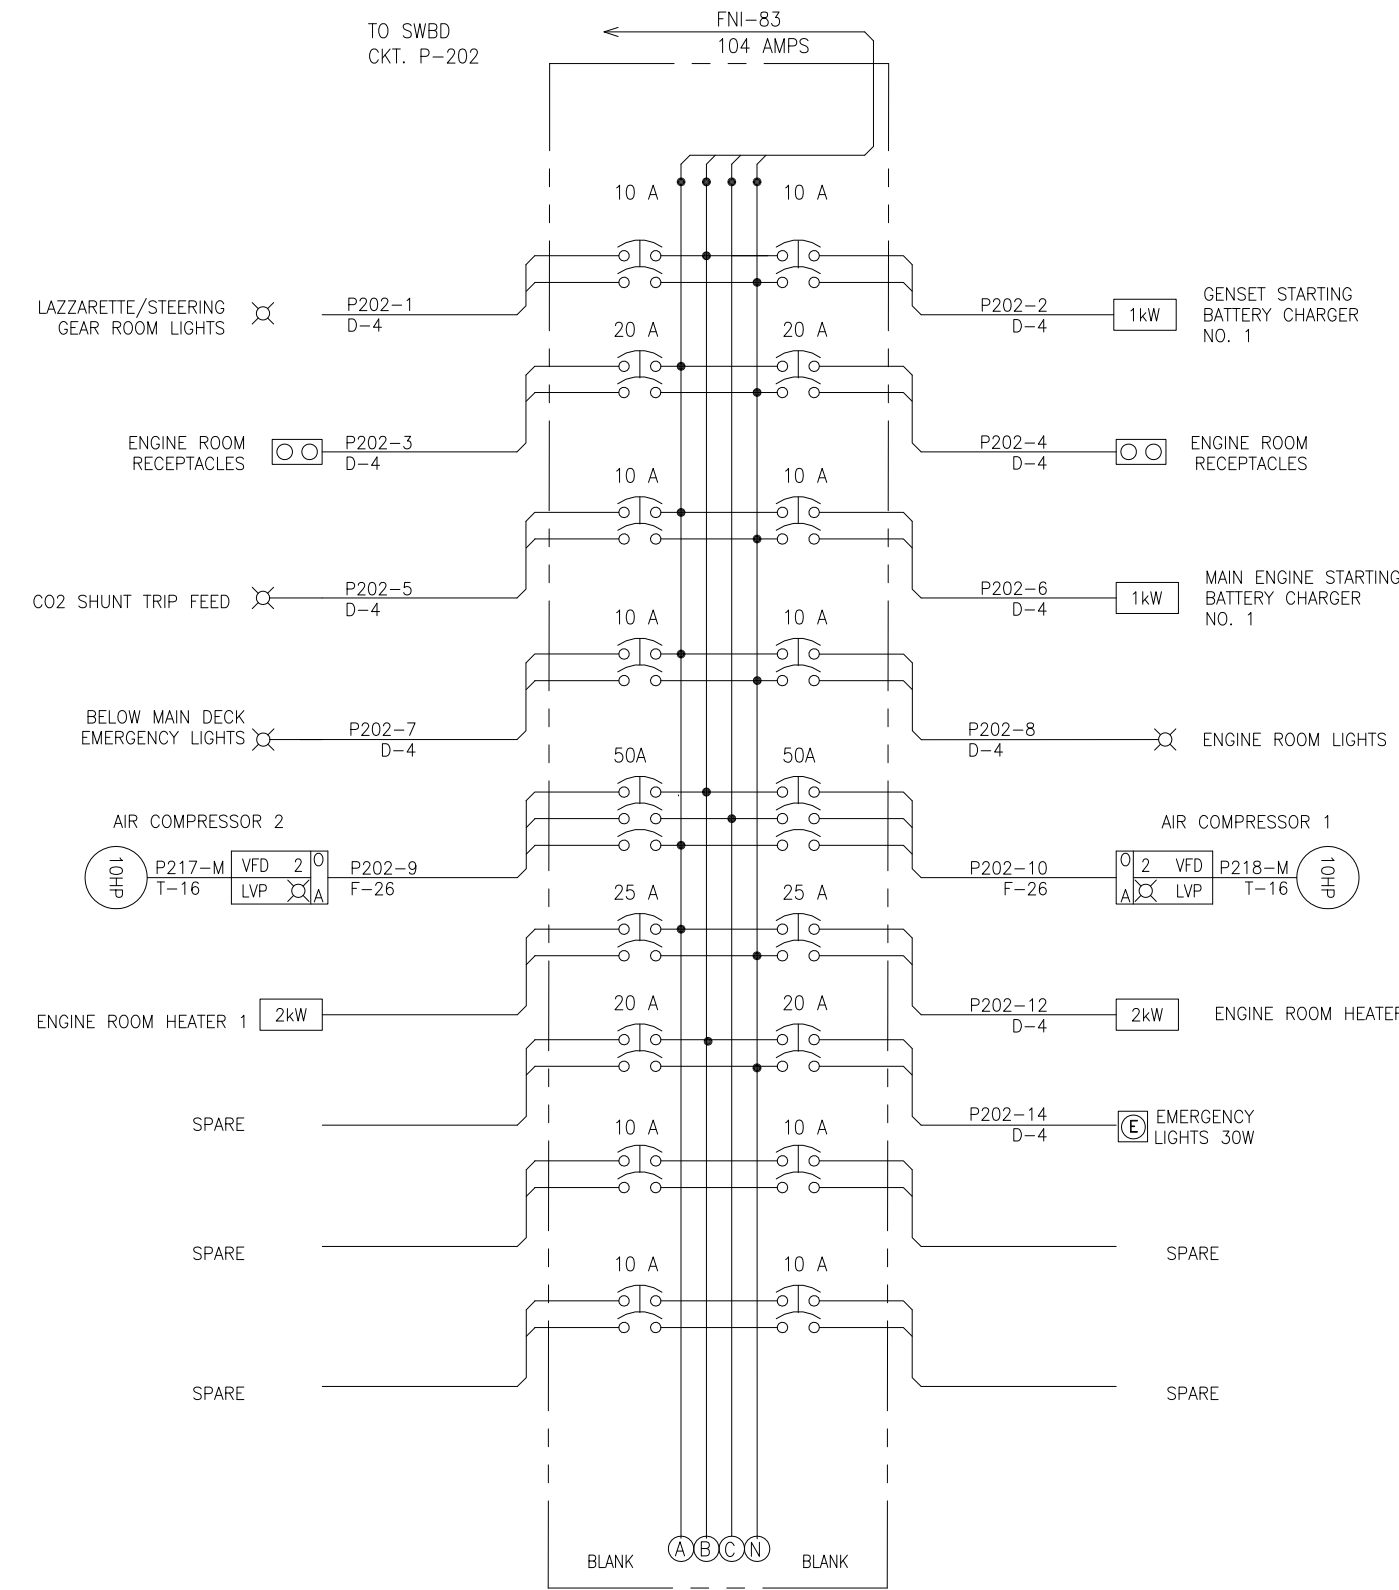 TO SWBD
CKT. P-202
FNI-83
104 AMPS
10 A
10 A
LAZZARETTE/STEERING
GEAR ROOM LIGHTS
P202-1
D-4
P202-2
D-4
1kW
GENSET STARTING
BATTERY CHARGER
NO. 1
20 A
20 A
ENGINE ROOM
RECEPTACLES
P202-3
D-4
P202-4
D-4
ENGINE ROOM
RECEPTACLES
10 A
10 A
CO2 SHUNT TRIP FEED
P202-5
D-4
P202-6
D-4
1kW
MAIN ENGINE STARTING
BATTERY CHARGER
NO. 1
10 A
10 A
BELOW MAIN DECK
EMERGENCY LIGHTS
P202-7
D-4
P202-8
D-4
ENGINE ROOM LIGHTS
50A
50A
AIR COMPRESSOR 2
10HP
P217-M
T-16
VFD 2
LVP
O
A
P202-9
F-26
AIR COMPRESSOR 1
P202-10
F-26
O
A
2 VFD
LVP
P218-M
T-16
10HP
25 A
25 A
ENGINE ROOM HEATER 1
2kW
P202-12
D-4
2kW
ENGINE ROOM HEATER
20 A
20 A
SPARE
P202-14
D-4
E
EMERGENCY
LIGHTS 30W
10 A
10 A
SPARE
SPARE
10 A
10 A
SPARE
SPARE
BLANK
A
B
C
N
BLANK